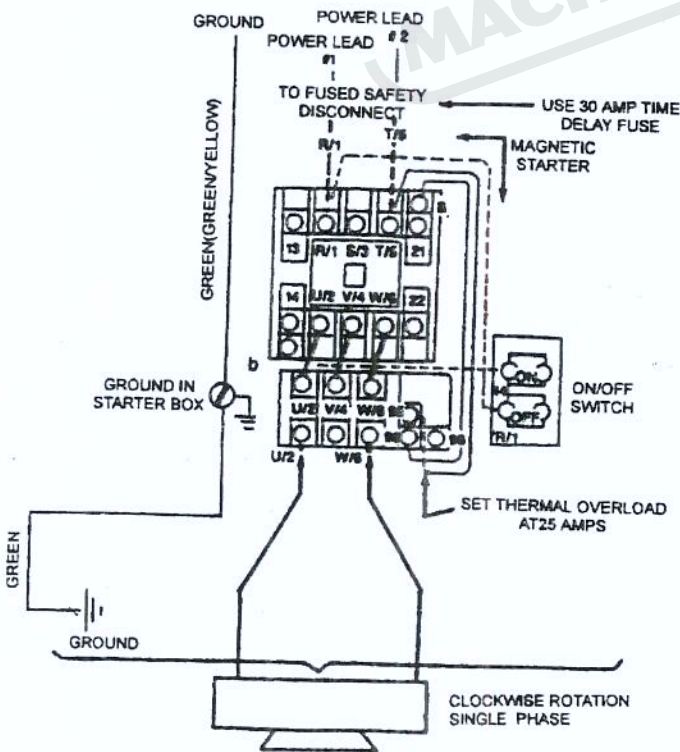 MACH
GROUND
POWER LEAD
#2
POWER LEAD
#1
TO FUSED SAFETY
DISCONNECT
USE 30 AMP TIME
DELAY FUSE
R/1
T/5
MAGNETIC
STARTER
GREEN(GREEN/YELLOW)
13
R/1 S/3 T/5
21
14
U/2 V/4 W/6
22
b
GROUND IN
STARTER BOX
ON
ON/OFF
SWITCH
OFF
R/1
U/2 V/4 W/6 95
96
U/2
W/6
SET THERMAL OVERLOAD
AT25 AMPS
GREEN
GROUND
CLOCKWISE ROTATION
SINGLE PHASE